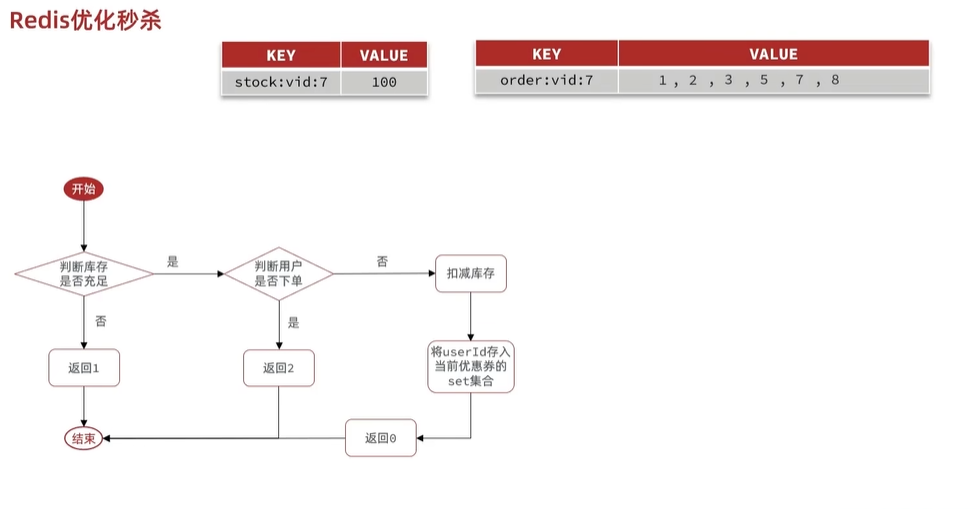 Redis优化秒杀
KEY VALUE
stock:vid:7 100
KEY VALUE
order:vid:7 1 , 2 , 3 , 5 , 7 , 8
开始
判断库存
是否充足
是
判断用户
是否下单
否
扣减库存
否
是
返回1
返回2
将userId存入
当前优惠券的
set集合
结束
返回0